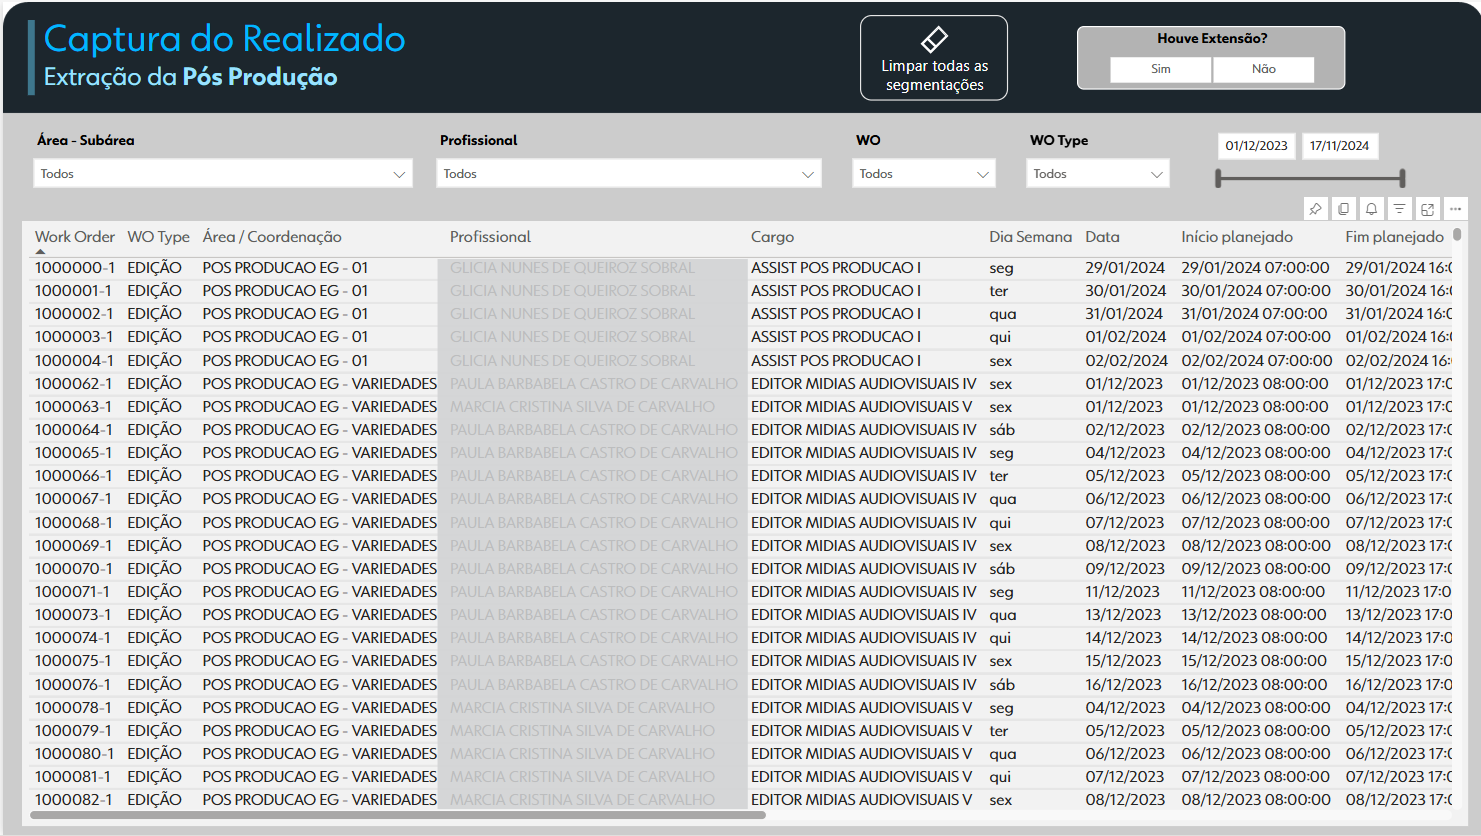 Captura do Realizado
Extração da Pós Produção
Limpar todas as
segmentações
Houve Extensão?
Sim Não
Área - Subárea Profissional WO WO Type
Todos Todos Todos Todos 01/12/2023 17/11/2024
Work Order WO Type Área / Coordenação Profissional Cargo Dia Semana Data Início planejado Fim planejado
1000000-1 EDIÇÃO POS PRODUCAO EG - 01 GLICIA NUNES DE QUEIROZ SOBRAL ASSIST POS PRODUCAO I seg 29/01/2024 29/01/2024 07:00:00 29/01/2024 16:0
1000001-1 EDIÇÃO POS PRODUCAO EG - 01 GLICIA NUNES DE QUEIROZ SOBRAL ASSIST POS PRODUCAO I ter 30/01/2024 30/01/2024 07:00:00 30/01/2024 16:0
1000002-1 EDIÇÃO POS PRODUCAO EG - 01 GLICIA NUNES DE QUEIROZ SOBRAL ASSIST POS PRODUCAO I qua 31/01/2024 31/01/2024 07:00:00 31/01/2024 16:0
1000003-1 EDIÇÃO POS PRODUCAO EG - 01 GLICIA NUNES DE QUEIROZ SOBRAL ASSIST POS PRODUCAO I qui 01/02/2024 01/02/2024 07:00:00 01/02/2024 16:0
1000004-1 EDIÇÃO POS PRODUCAO EG - 01 GLICIA NUNES DE QUEIROZ SOBRAL ASSIST POS PRODUCAO I sex 02/02/2024 02/02/2024 07:00:00 02/02/2024 16:
1000062-1 EDIÇÃO POS PRODUCAO EG - VARIEDADES PAULA BARBABELA CASTRO DE CARVALHO EDITOR MIDIAS AUDIOVISUAIS IV sex 01/12/2023 01/12/2023 08:00:00 01/12/2023 17:0
1000063-1 EDIÇÃO POS PRODUCAO EG - VARIEDADES MARCIA CRISTINA SILVA DE CARVALHO EDITOR MIDIAS AUDIOVISUAIS V sex 01/12/2023 01/12/2023 08:00:00 01/12/2023 17:0
1000064-1 EDIÇÃO POS PRODUCAO EG - VARIEDADES PAULA BARBABELA CASTRO DE CARVALHO EDITOR MIDIAS AUDIOVISUAIS IV sáb 02/12/2023 02/12/2023 08:00:00 02/12/2023 17:0
1000065-1 EDIÇÃO POS PRODUCAO EG - VARIEDADES PAULA BARBABELA CASTRO DE CARVALHO EDITOR MIDIAS AUDIOVISUAIS IV seg 04/12/2023 04/12/2023 08:00:00 04/12/2023 17:0
1000066-1 EDIÇÃO POS PRODUCAO EG - VARIEDADES PAULA BARBABELA CASTRO DE CARVALHO EDITOR MIDIAS AUDIOVISUAIS IV ter 05/12/2023 05/12/2023 08:00:00 05/12/2023 17:0
1000067-1 EDIÇÃO POS PRODUCAO EG - VARIEDADES PAULA BARBABELA CASTRO DE CARVALHO EDITOR MIDIAS AUDIOVISUAIS IV qua 06/12/2023 06/12/2023 08:00:00 06/12/2023 17:0
1000068-1 EDIÇÃO POS PRODUCAO EG - VARIEDADES PAULA BARBABELA CASTRO DE CARVALHO EDITOR MIDIAS AUDIOVISUAIS IV qui 07/12/2023 07/12/2023 08:00:00 07/12/2023 17:0
1000069-1 EDIÇÃO POS PRODUCAO EG - VARIEDADES PAULA BARBABELA CASTRO DE CARVALHO EDITOR MIDIAS AUDIOVISUAIS IV sex 08/12/2023 08/12/2023 08:00:00 08/12/2023 17:0
1000070-1 EDIÇÃO POS PRODUCAO EG - VARIEDADES PAULA BARBABELA CASTRO DE CARVALHO EDITOR MIDIAS AUDIOVISUAIS IV sáb 09/12/2023 09/12/2023 08:00:00 09/12/2023 17:0
1000071-1 EDIÇÃO POS PRODUCAO EG - VARIEDADES PAULA BARBABELA CASTRO DE CARVALHO EDITOR MIDIAS AUDIOVISUAIS IV seg 11/12/2023 11/12/2023 08:00:00 11/12/2023 17:0
1000073-1 EDIÇÃO POS PRODUCAO EG - VARIEDADES PAULA BARBABELA CASTRO DE CARVALHO EDITOR MIDIAS AUDIOVISUAIS IV qua 13/12/2023 13/12/2023 08:00:00 13/12/2023 17:0
1000074-1 EDIÇÃO POS PRODUCAO EG - VARIEDADES PAULA BARBABELA CASTRO DE CARVALHO EDITOR MIDIAS AUDIOVISUAIS IV qui 14/12/2023 14/12/2023 08:00:00 14/12/2023 17:0
1000075-1 EDIÇÃO POS PRODUCAO EG - VARIEDADES PAULA BARBABELA CASTRO DE CARVALHO EDITOR MIDIAS AUDIOVISUAIS IV sex 15/12/2023 15/12/2023 08:00:00 15/12/2023 17:0
1000076-1 EDIÇÃO POS PRODUCAO EG - VARIEDADES PAULA BARBABELA CASTRO DE CARVALHO EDITOR MIDIAS AUDIOVISUAIS IV sáb 16/12/2023 16/12/2023 08:00:00 16/12/2023 17:0
1000078-1 EDIÇÃO POS PRODUCAO EG - VARIEDADES MARCIA CRISTINA SILVA DE CARVALHO EDITOR MIDIAS AUDIOVISUAIS V seg 04/12/2023 04/12/2023 08:00:00 04/12/2023 17:0
1000079-1 EDIÇÃO POS PRODUCAO EG - VARIEDADES MARCIA CRISTINA SILVA DE CARVALHO EDITOR MIDIAS AUDIOVISUAIS V ter 05/12/2023 05/12/2023 08:00:00 05/12/2023 17:0
1000080-1 EDIÇÃO POS PRODUCAO EG - VARIEDADES MARCIA CRISTINA SILVA DE CARVALHO EDITOR MIDIAS AUDIOVISUAIS V qua 06/12/2023 06/12/2023 08:00:00 06/12/2023 17:0
1000081-1 EDIÇÃO POS PRODUCAO EG - VARIEDADES MARCIA CRISTINA SILVA DE CARVALHO EDITOR MIDIAS AUDIOVISUAIS V qui 07/12/2023 07/12/2023 08:00:00 07/12/2023 17:0
1000082-1 EDIÇÃO POS PRODUCAO EG - VARIEDADES MARCIA CRISTINA SILVA DE CARVALHO EDITOR MIDIAS AUDIOVISUAIS V sex 08/12/2023 08/12/2023 08:00:00 08/12/2023 17:0